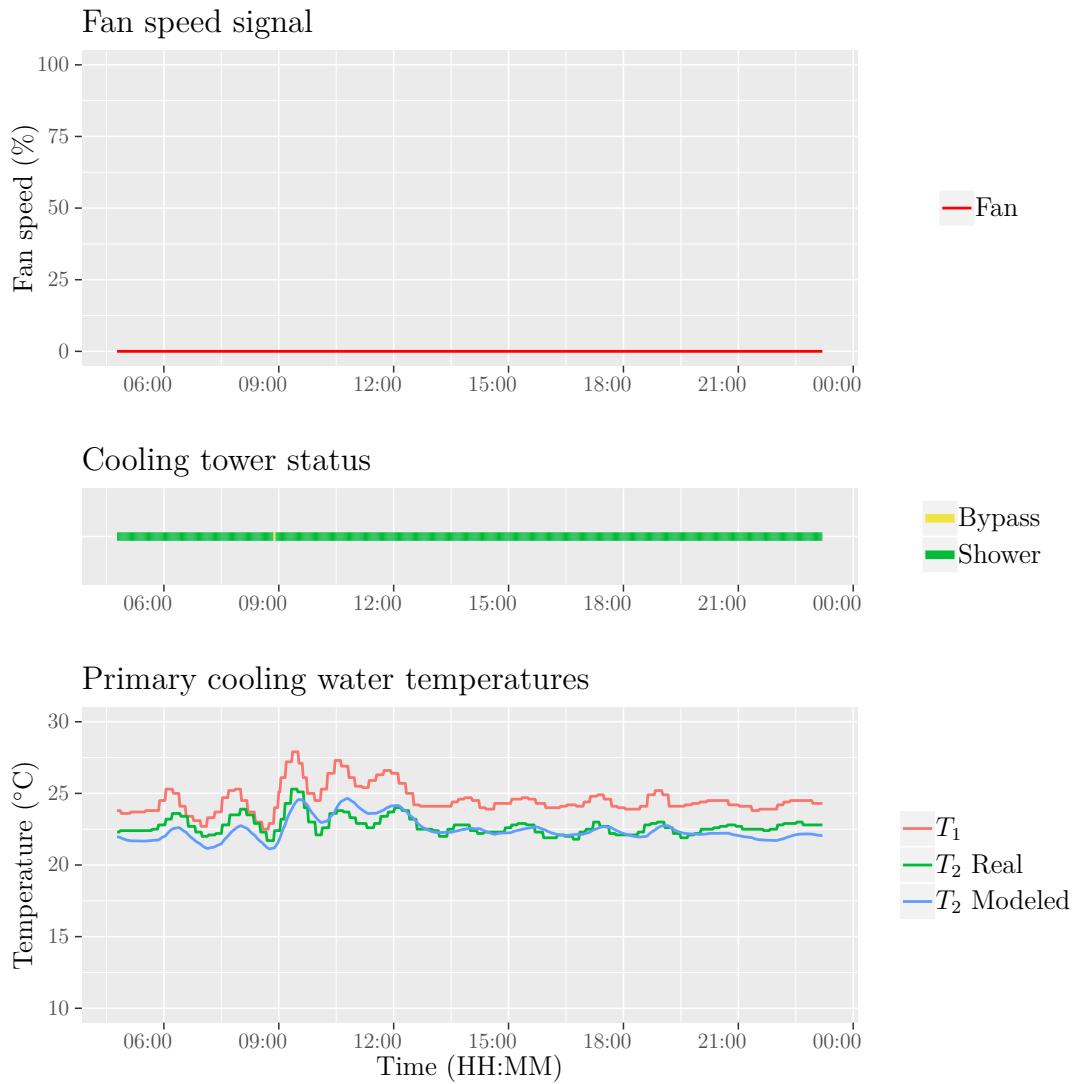 Fan speed signal
100
75
50
25
0
Fan speed (%)
06:00 09:00 12:00 15:00 18:00 21:00 00:00
Fan
Cooling tower status
06:00 09:00 12:00 15:00 18:00 21:00 00:00
Bypass
Shower
Primary cooling water temperatures
30
25
20
15
10
Temperature (°C)
06:00 09:00 12:00 15:00 18:00 21:00 00:00
Time (HH:MM)
T₁
T₂ Real
T₂ Modeled